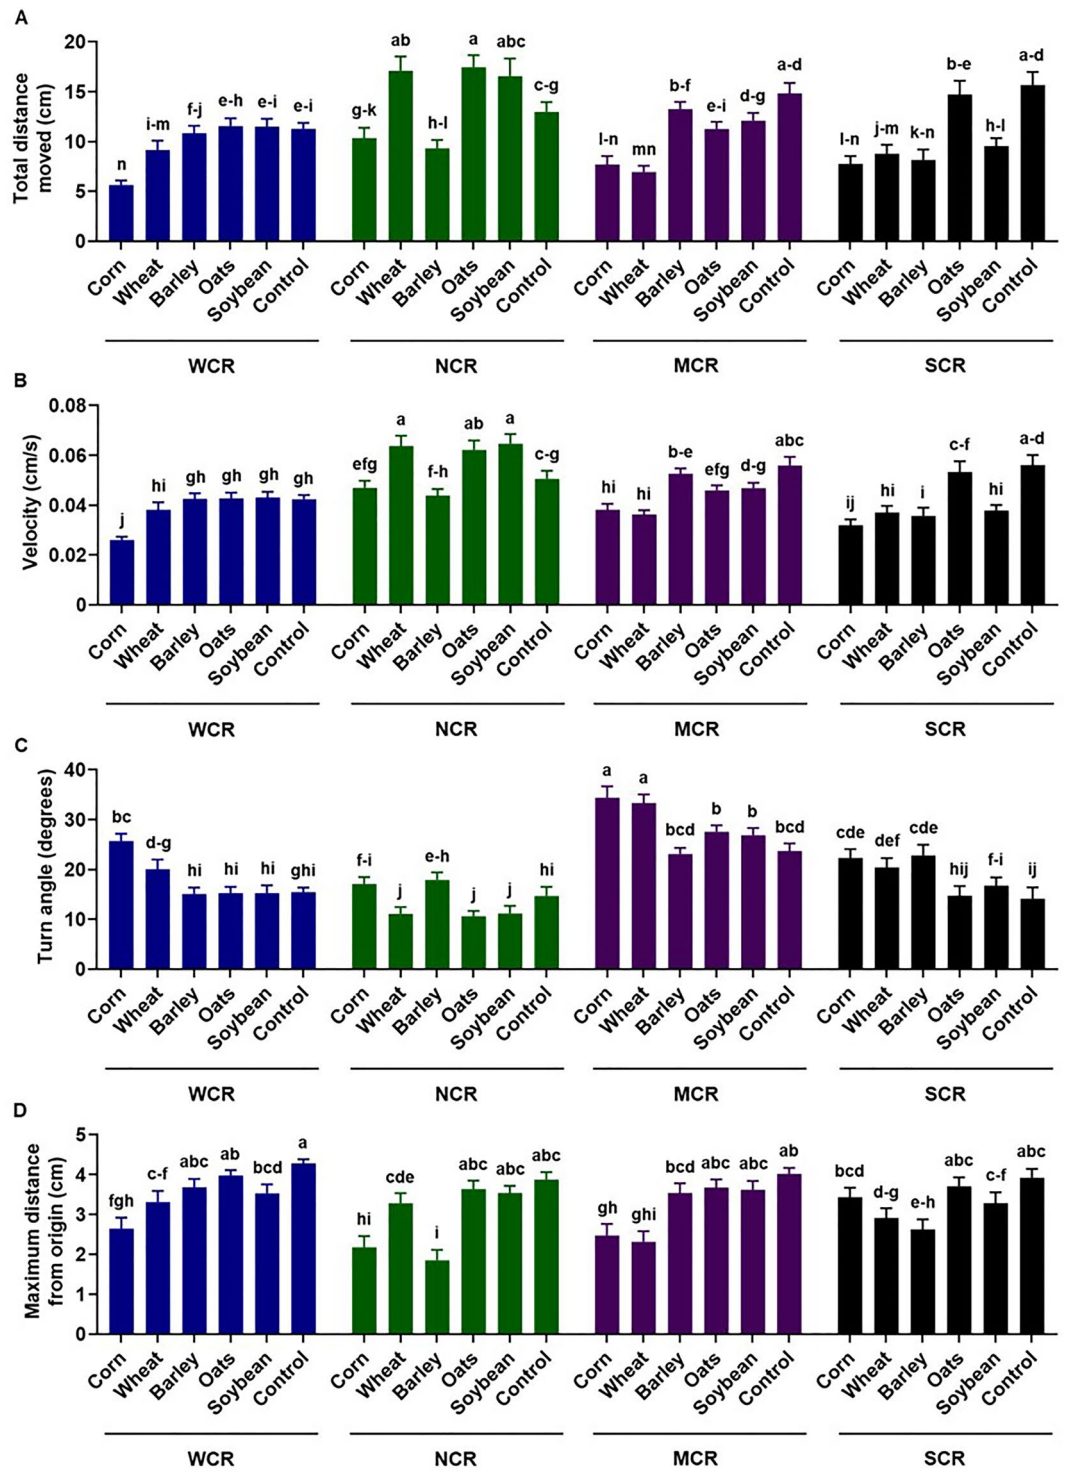 A
Total distance
moved (cm)
20
15
10
5
0
n i-m f-j e-h e-i e-i g-k ab h-l a abc c-g l-n mn b-f e-i d-g a-d l-n j-m k-n b-e h-l a-d
Corn Wheat Barley Oats Soybean Control Corn Wheat Barley Oats Soybean Control Corn Wheat Barley Oats Soybean Control Corn Wheat Barley Oats Soybean Control
WCR NCR MCR SCR
B
Velocity (cm/s)
0.08
0.06
0.04
0.02
0
j hi gh gh gh gh efg a f-h ab a c-g hi hi b-e efg d-g abc ij hi i c-f hi a-d
Corn Wheat Barley Oats Soybean Control Corn Wheat Barley Oats Soybean Control Corn Wheat Barley Oats Soybean Control Corn Wheat Barley Oats Soybean Control
WCR NCR MCR SCR
C
Turn angle (degrees)
40
30
20
10
0
bc d-g hi hi hi ghi f-i j e-h j j hi a a bcd b b bcd cde def cde hij f-i ij
Corn Wheat Barley Oats Soybean Control Corn Wheat Barley Oats Soybean Control Corn Wheat Barley Oats Soybean Control Corn Wheat Barley Oats Soybean Control
WCR NCR MCR SCR
D
Maximum distance
from origin (cm)
5
4
3
2
1
0
fgh c-f abc ab bcd a hi cde i abc abc abc gh ghi bcd abc abc ab bcd d-g e-h abc c-f abc
Corn Wheat Barley Oats Soybean Control Corn Wheat Barley Oats Soybean Control Corn Wheat Barley Oats Soybean Control Corn Wheat Barley Oats Soybean Control
WCR NCR MCR SCR